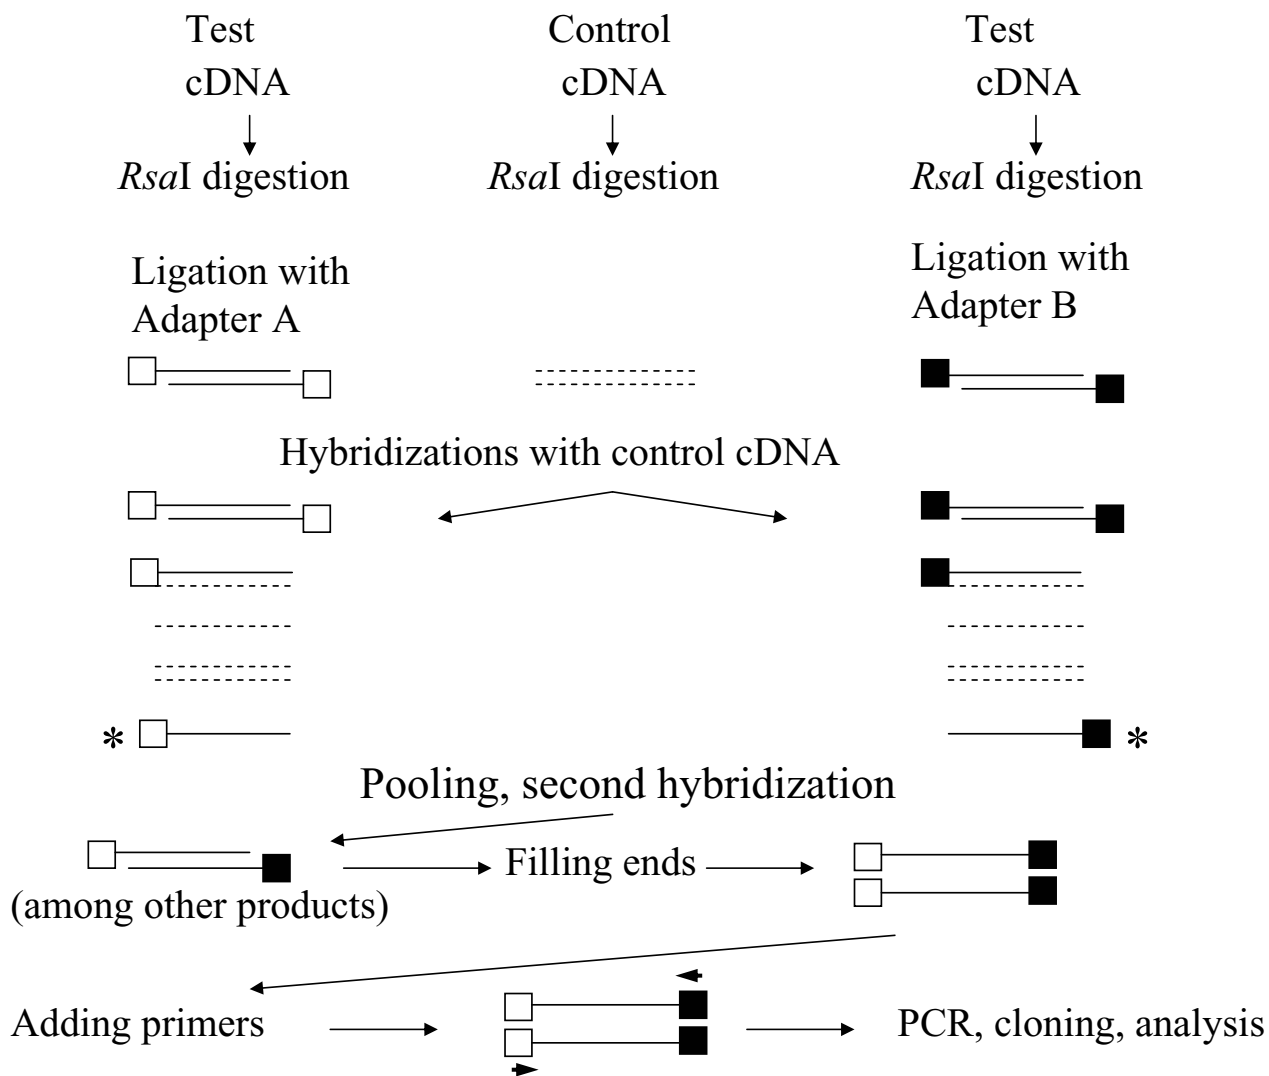 Test
cDNA
Control
cDNA
Test
cDNA
RsaI digestion
RsaI digestion
RsaI digestion
Ligation with
Adapter A
Ligation with
Adapter B
Hybridizations with control cDNA
*
*
Pooling, second hybridization
Filling ends
(among other products)
Adding primers
PCR, cloning, analysis